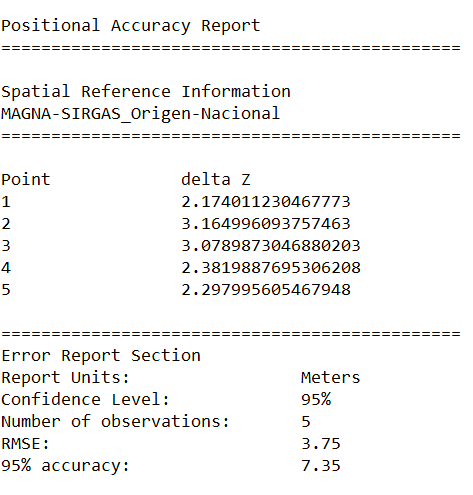 Positional Accuracy Report
==============================================
Spatial Reference Information
MAGNA-SIRGAS_Origen-Nacional
==============================================
Point delta Z
1 2.174011230467773
2 3.164996093757463
3 3.0789873046880203
4 2.3819887695306208
5 2.297995605467948
==============================================
Error Report Section
Report Units: Meters
Confidence Level: 95%
Number of observations: 5
RMSE: 3.75
95% accuracy: 7.35